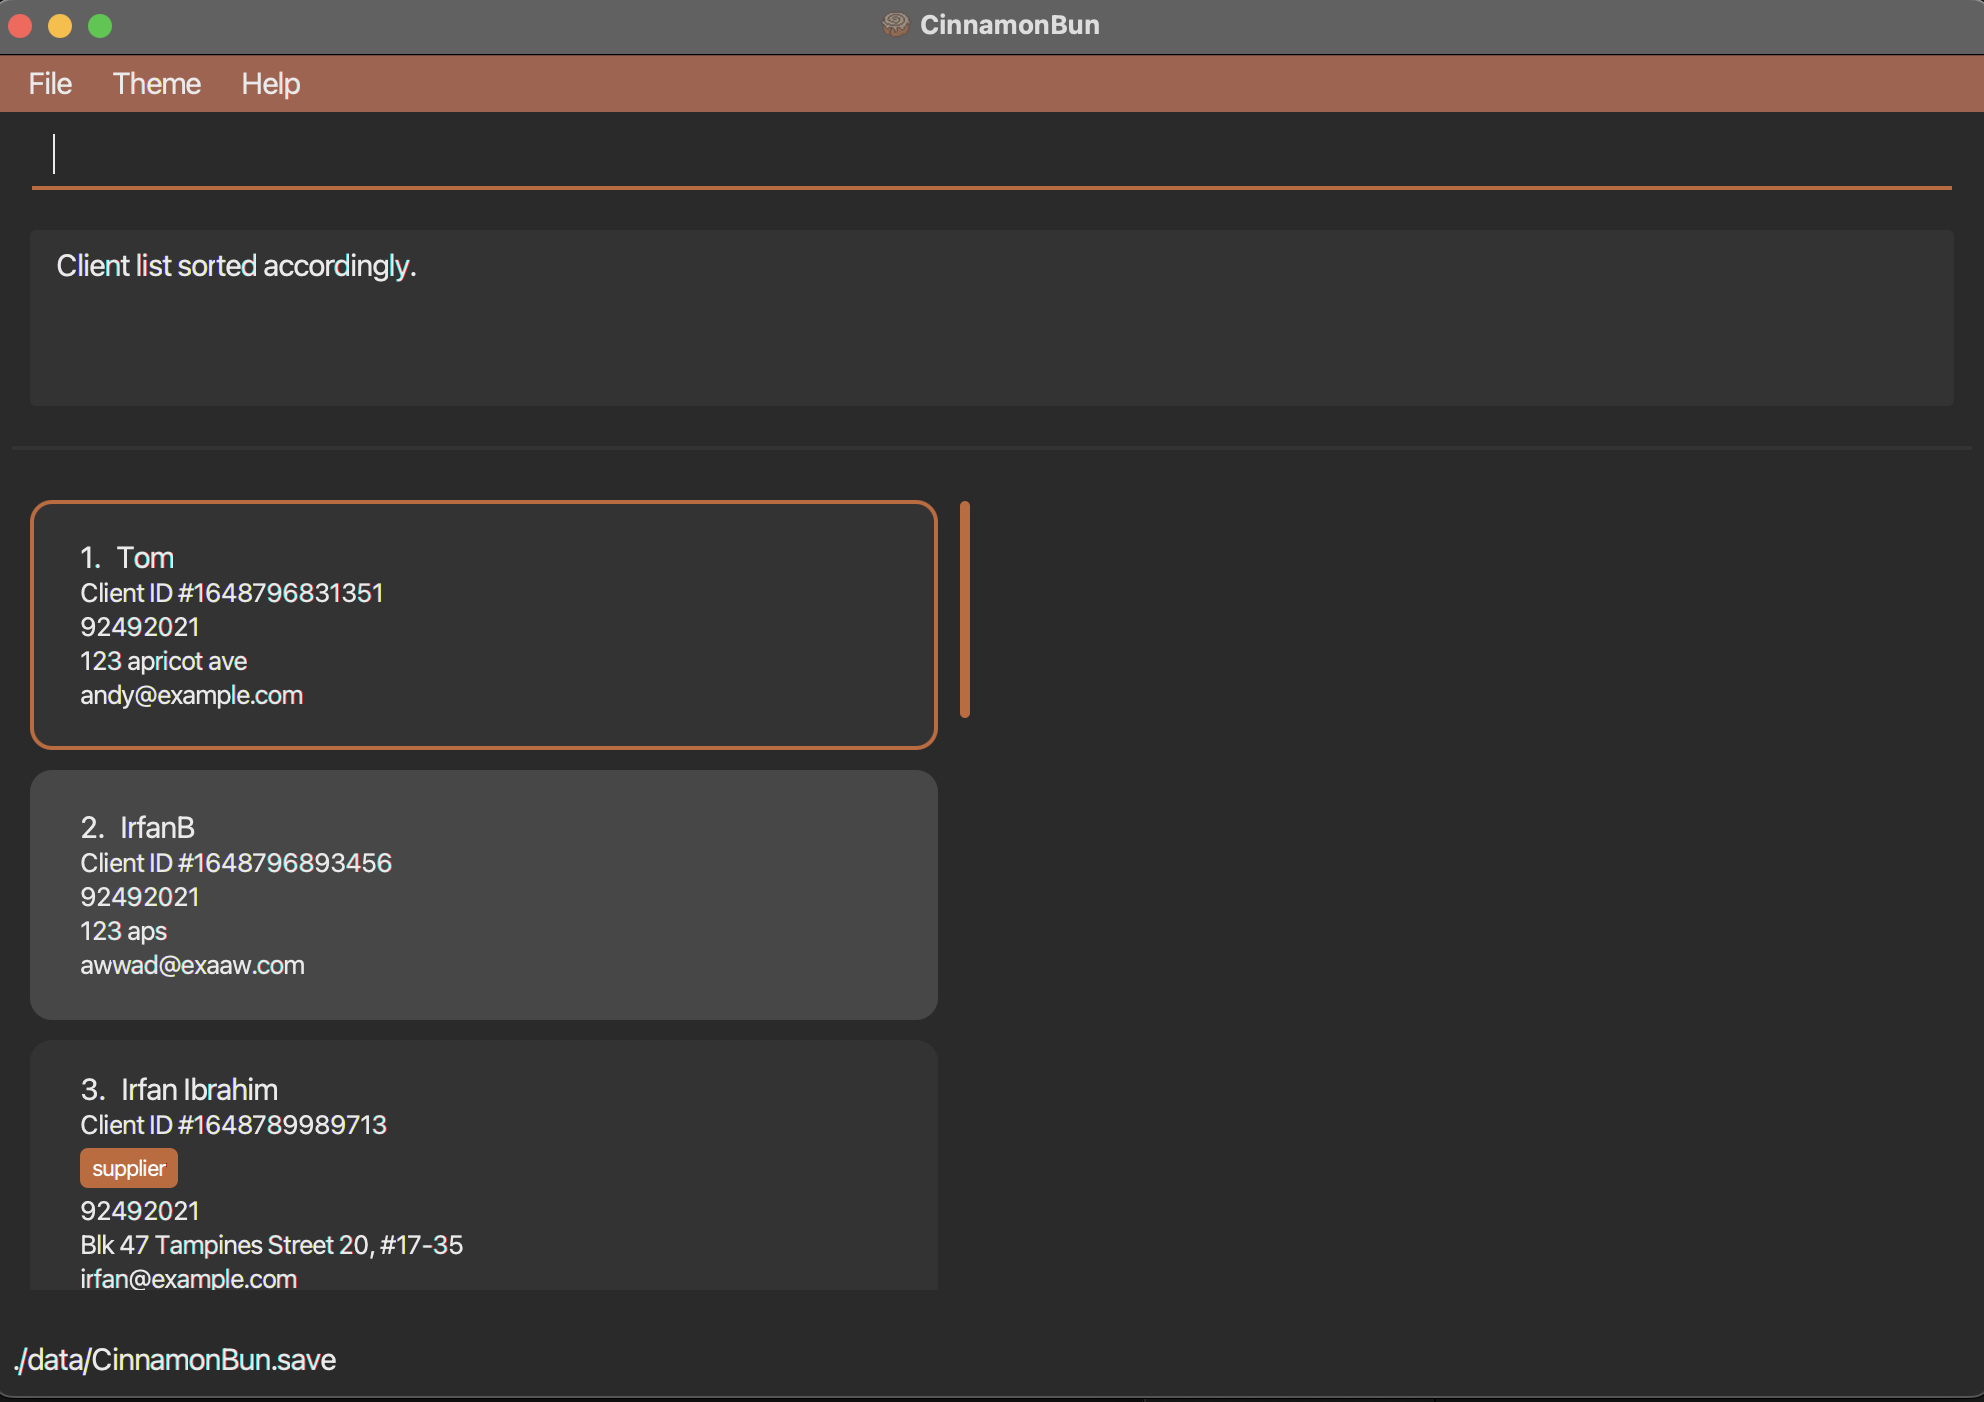 CinnamonBun
File Theme Help
Client list sorted accordingly.
1. Tom
Client ID #1648796831351
92492021
123 apricot ave
andy@example.com
2. IrfanB
Client ID #1648796893456
92492021
123 aps
awwad@exaaw.com
3. Irfan Ibrahim
Client ID #1648789989713
supplier
92492021
Blk 47 Tampines Street 20, #17-35
irfan@example.com
./data/CinnamonBun.save